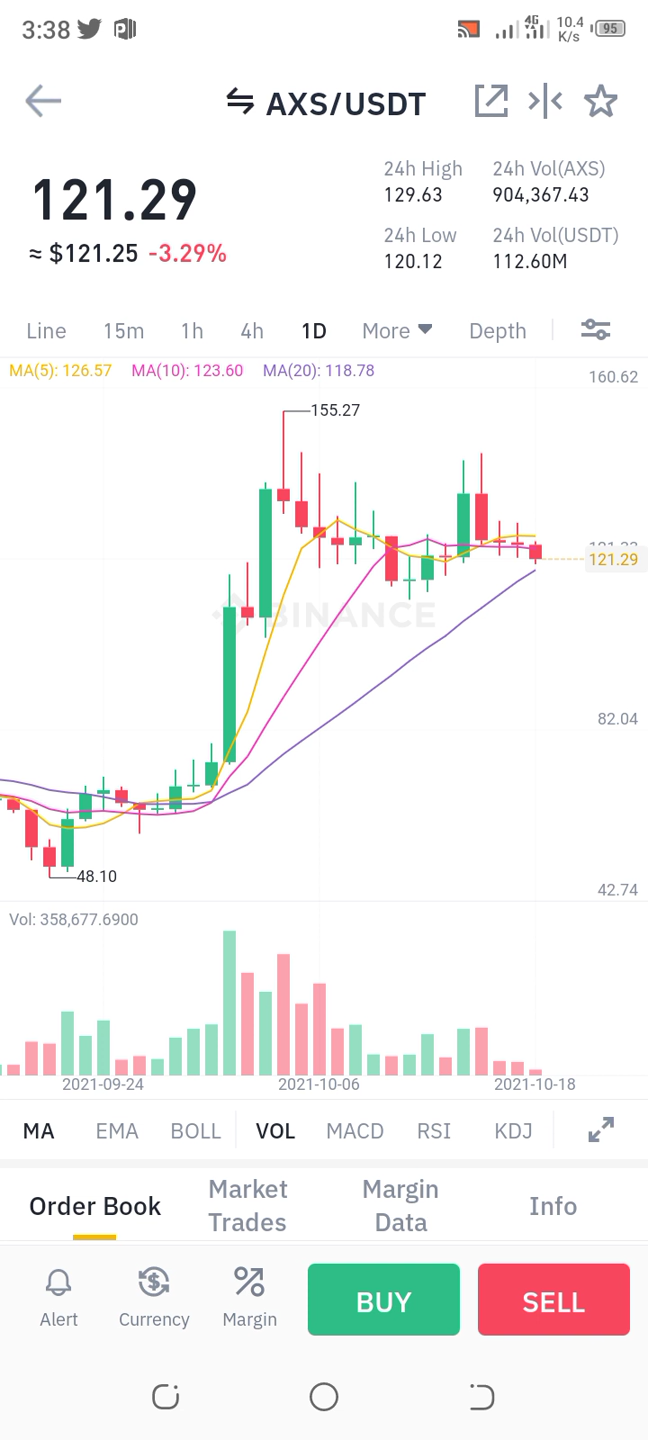 3:38
4G
10.4
K/s
95
AXS/USDT
121.29
≈ $121.25 -3.29%
24h High
129.63
24h Vol(AXS)
904,367.43
24h Low
120.12
24h Vol(USDT)
112.60M
Line 15m 1h 4h 1D More Depth
MA(5): 126.57 MA(10): 123.60 MA(20): 118.78
160.62
155.27
121.29
BINANCE
82.04
48.10
42.74
Vol: 358,677.6900
2021-09-24 2021-10-06 2021-10-18
MA EMA BOLL VOL MACD RSI KDJ
Order Book
Market
Trades
Margin
Data
Info
Alert
Currency
Margin
BUY
SELL